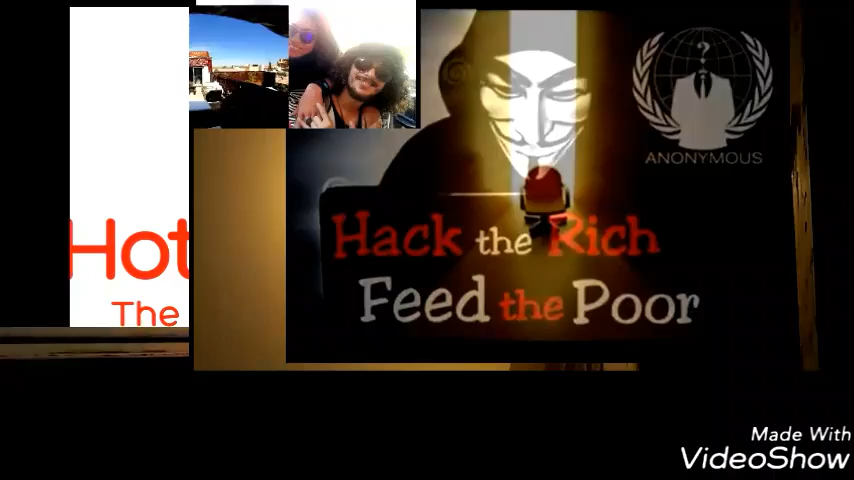 Hot
The
ANONYMOUS
Hack the Rich
Feed the Poor
Made With
VideoShow